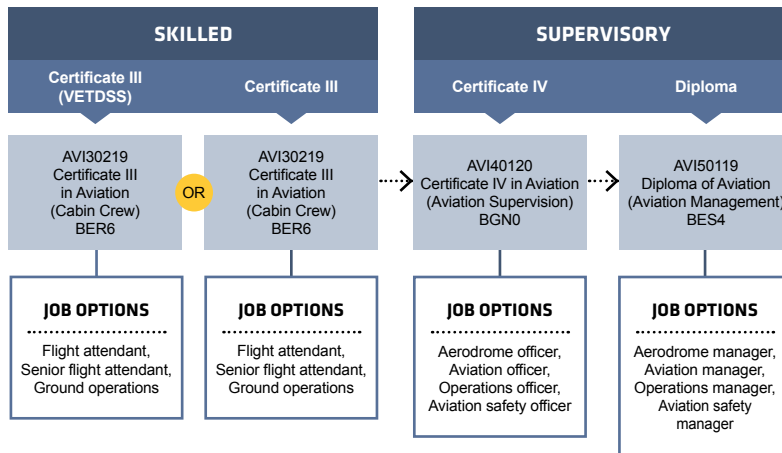 SKILLED
SUPERVISORY
Certificate III
(VETDSS)
Certificate III
Certificate IV
Diploma
AVI30219
Certificate III
in Aviation
(Cabin Crew)
BER6
OR
AVI30219
Certificate III
in Aviation
(Cabin Crew)
BER6
AVI40120
Certificate IV in Aviation
(Aviation Supervision)
BGN0
AVI50119
Diploma of Aviation
(Aviation Management)
BES4
JOB OPTIONS
Flight attendant,
Senior flight attendant,
Ground operations
JOB OPTIONS
Flight attendant,
Senior flight attendant,
Ground operations
JOB OPTIONS
Aerodrome officer,
Aviation officer,
Operations officer,
Aviation safety officer
JOB OPTIONS
Aerodrome manager,
Aviation manager,
Operations manager,
Aviation safety
manager